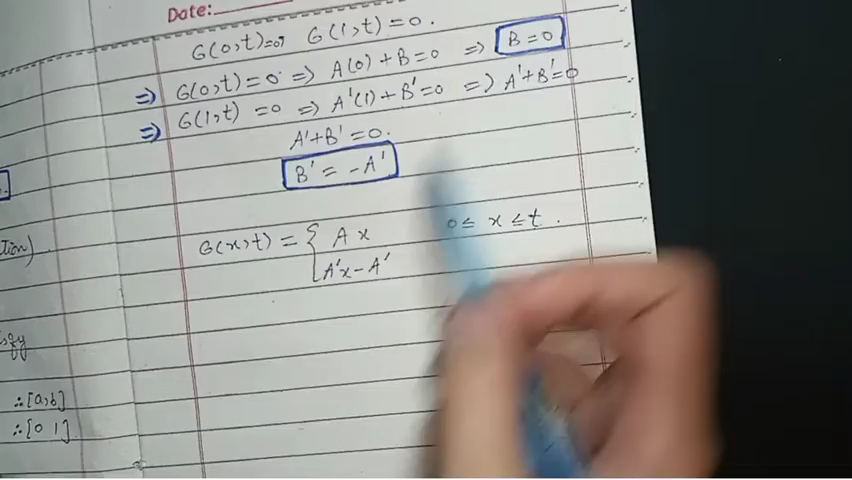 Date:
G(0,t)=0, G(1,t)=0.
⇒ G(0,t)=0 ⇒ A(0)+B=0 ⇒ B=0
⇒ G(1,t)=0 ⇒ A'(1)+B'=0 ⇒ A'+B'=0
A'+B'=0.
B' = -A'
tion)
G(x,t) = { Ax 0 ≤ x ≤ t.
A'x-A'
∴[a,b]
∴[0 1]